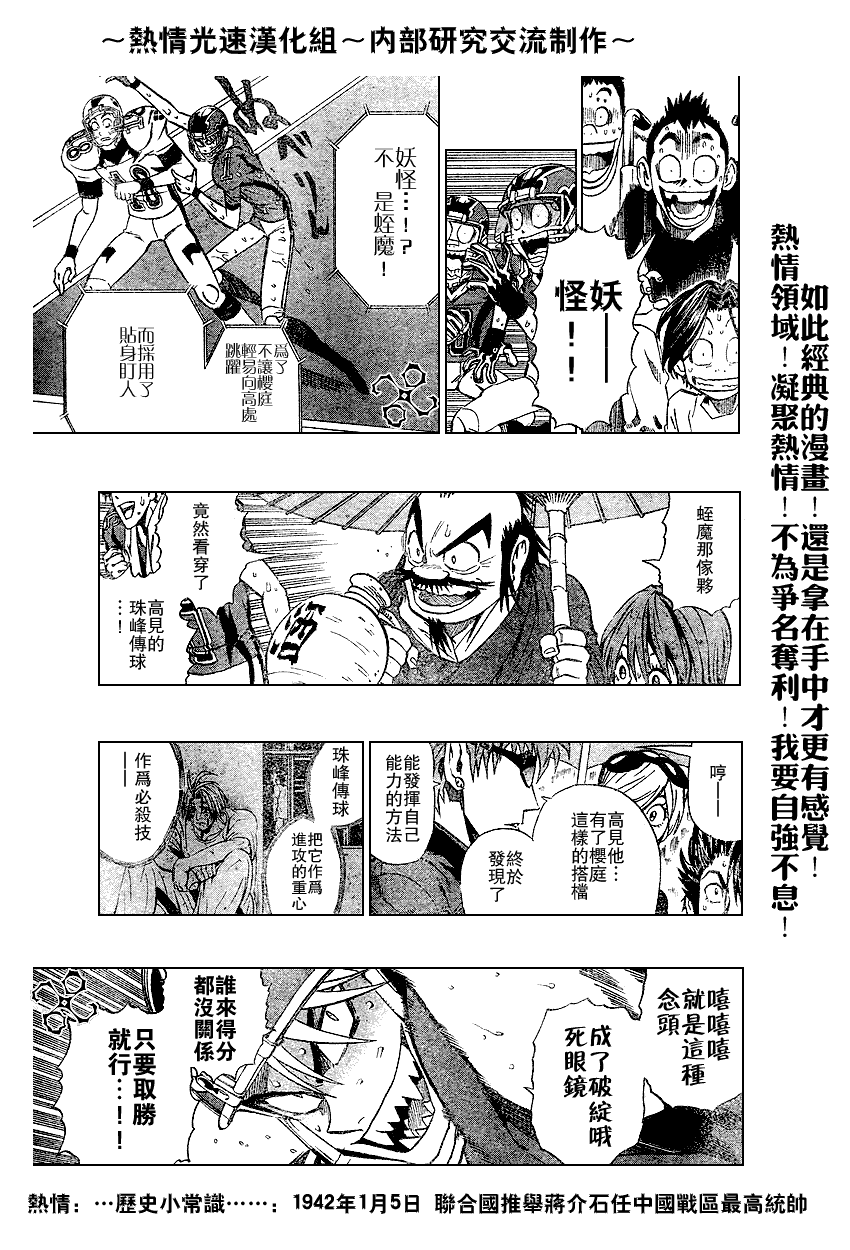 ～熱情光速漢化組～内部研究交流制作～
妖——
怪！！
妖怪…！？
不
是蛭魔！
ベリッ
爲了
不讓櫻庭
輕易向高處
跳躍
而採用了
貼身盯人
蛭魔那傢夥
竟然看穿了
高見的
珠峰傳球
…！
哼——
高見他…
有了櫻庭
這樣的搭檔
終於
發現了
能發揮自己
能力的方法
珠峰傳球
把它作爲
進攻的重心
作爲必殺技
——
嘻嘻嘻
就是這種
念頭
成了破綻哦
死眼鏡
誰來得分
都沒關係
只要取勝
就行…！！
如此經典的漫畫！還是拿在手中才更有感覺！
熱情領域！凝聚熱情！不為爭名奪利！我要自強不息！
熱情：…歷史小常識……：1942年1月5日 聯合國推舉蔣介石任中國戰區最高統帥